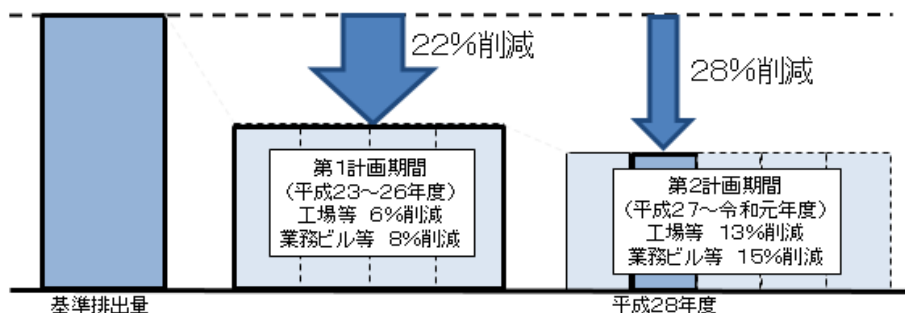 22%削減
28%削減
第1計画期間
(平成23~26年度)
工場等 6%削減
業務ビル等 8%削減
第2計画期間
(平成27~令和元年度)
工場等 13%削減
業務ビル等 15%削減
基準排出量
平成28年度